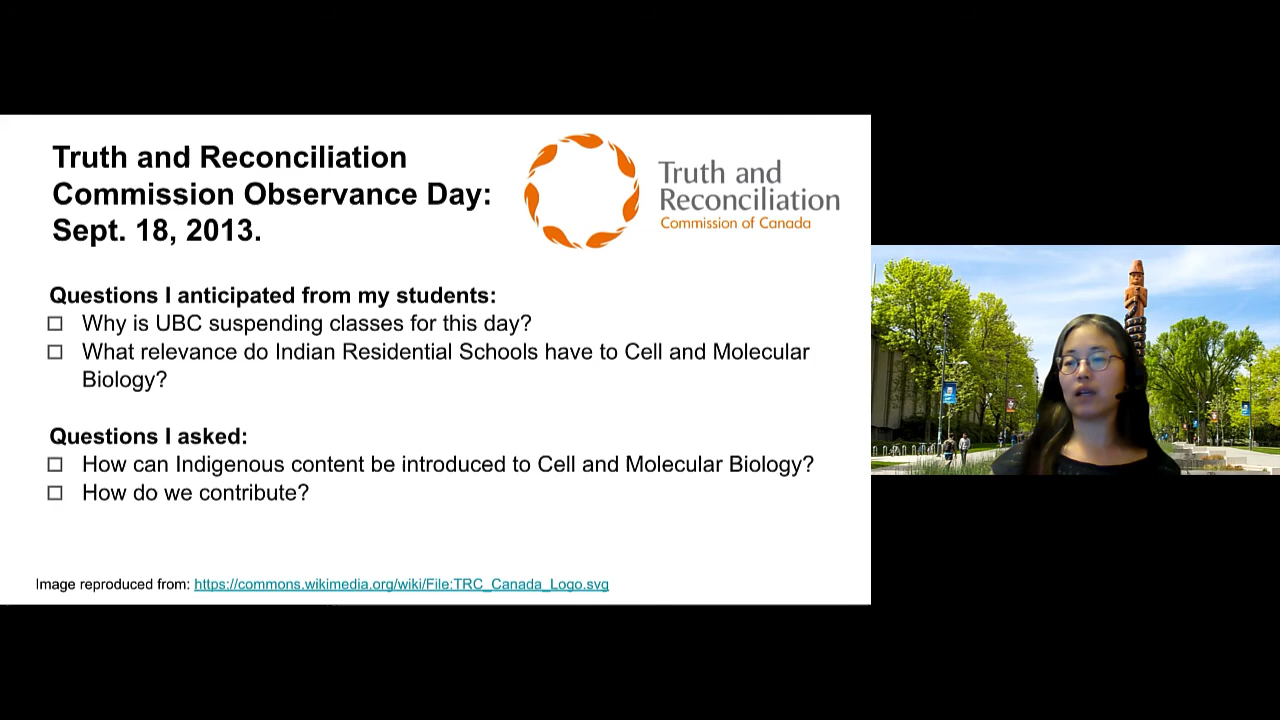 Truth and Reconciliation
Commission Observance Day:
Sept. 18, 2013.
Truth and
Reconciliation
Commission of Canada
Questions I anticipated from my students:
Why is UBC suspending classes for this day?
What relevance do Indian Residential Schools have to Cell and Molecular
Biology?
Questions I asked:
How can Indigenous content be introduced to Cell and Molecular Biology?
How do we contribute?
Image reproduced from: https://commons.wikimedia.org/wiki/File:TRC_Canada_Logo.svg